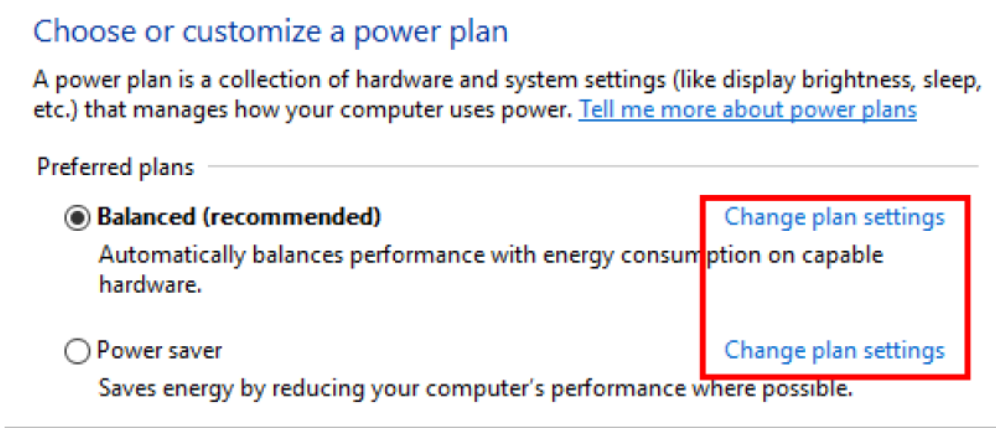 Choose or customize a power plan
A power plan is a collection of hardware and system settings (like display brightness, sleep,
etc.) that manages how your computer uses power. Tell me more about power plans
Preferred plans
Balanced (recommended) Change plan settings
Automatically balances performance with energy consumption on capable
hardware.
Power saver Change plan settings
Saves energy by reducing your computer's performance where possible.